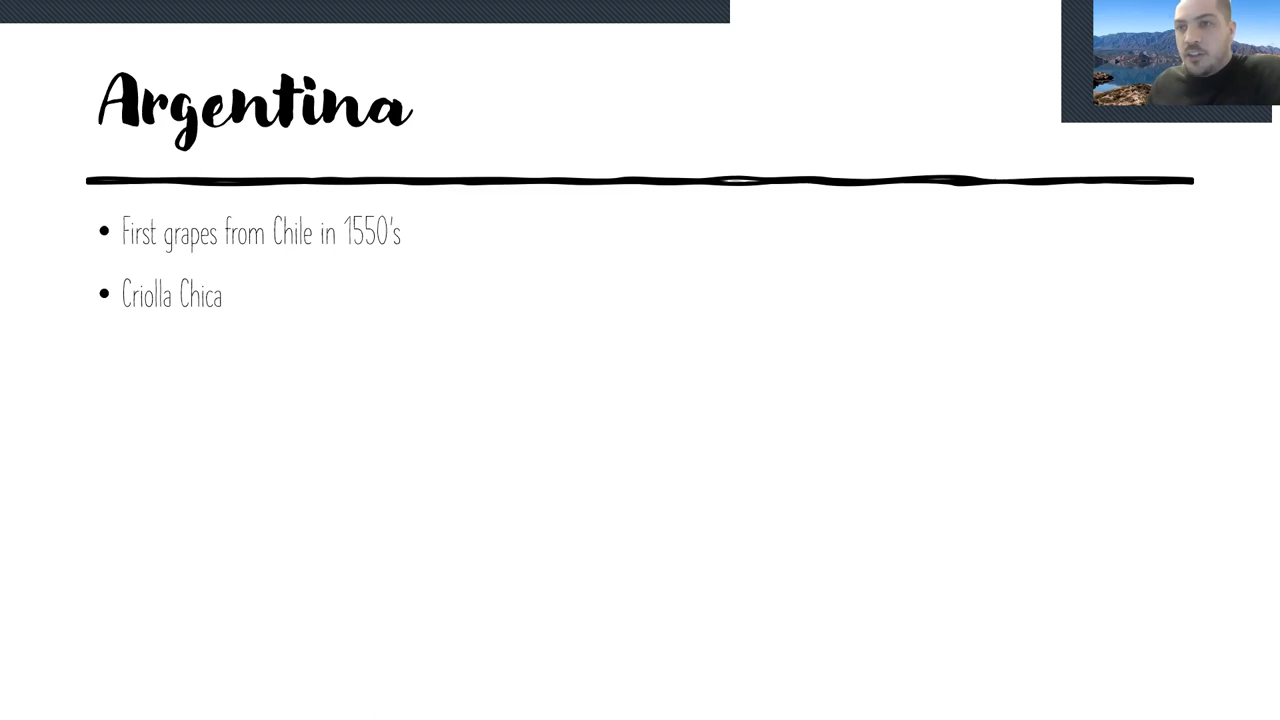 Argentina
• First grapes from Chile in 1550's
• Criolla Chica